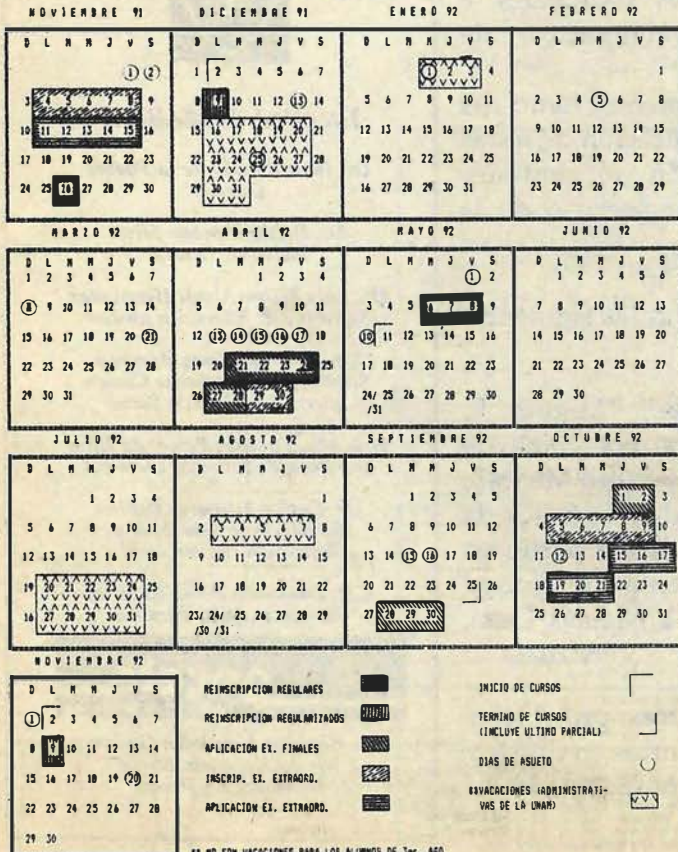 NOVIEMBRE 91
D L M M J V S
1 2
3 4 5 6 7 8 9
10 11 12 13 14 15 16
17 18 19 20 21 22 23
24 25 26 27 28 29 30
DICIEMBRE 91
D L M M J V S
1 2 3 4 5 6 7
8 9 10 11 12 13 14
15 16 17 18 19 20 21
22 23 24 25 26 27 28
29 30 31
ENERO 92
D L M M J V S
1 2 3 4
5 6 7 8 9 10 11
12 13 14 15 16 17 18
19 20 21 22 23 24 25
16 27 28 29 30 31
FEBRERO 92
D L M M J V S
1
2 3 4 5 6 7 8
9 10 11 12 13 14 15
16 17 18 19 20 21 22
23 24 25 26 27 28 29
MARZO 92
D L M M J V S
1 2 3 4 5 6 7
8 9 10 11 12 13 14
15 16 17 18 19 20 21
22 23 24 25 26 27 28
29 30 31
ABRIL 92
D L M M J V S
1 2 3 4
5 6 7 8 9 10 11
12 13 14 15 16 17 18
19 20 21 22 23 24 25
26 27 28 29 30
MAYO 92
D L M M J V S
1 2
3 4 5 6 7 8 9
10 11 12 13 14 15 16
17 18 19 20 21 22 23
24/ 25 26 27 28 29 30
/31
JUNIO 92
D L M M J V S
1 2 3 4 5 6
7 8 9 10 11 12 13
14 15 16 17 18 19 20
21 22 23 24 25 26 27
28 29 30
JULIO 92
D L M M J V S
1 2 3 4
5 6 7 8 9 10 11
12 13 14 15 16 17 18
19 20 21 22 23 24 25
16 27 28 29 30 31
AGOSTO 92
D L M M J V S
1
2 3 4 5 6 7 8
9 10 11 12 13 14 15
16 17 18 19 20 21 22
23/ 24/ 25 26 27 28 29
/30 /31
SEPTIEMBRE 92
D L M M J V S
1 2 3 4 5
6 7 8 9 10 11 12
13 14 15 16 17 18 19
20 21 22 23 24 25 26
27 28 29 30
OCTUBRE 92
D L M M J V S
1 2 3
4 5 6 7 8 9 10
11 12 13 14 15 16 17
18 19 20 21 22 23 24
25 26 27 28 29 30 31
NOVIEMBRE 92
D L M M J V S
1 2 3 4 5 6 7
8 9 10 11 12 13 14
15 16 17 18 19 20 21
22 23 24 25 26 27 28
29 30
REINSCRIPCION REGULARES
REINSCRIPCION REGULARIZADOS
APLICACION EX. FINALES
INSCRIP. EX. EXTRAORD.
APLICACION EX. EXTRAORD.
INICIO DE CURSOS
TERMINO DE CURSOS
(INCLUYE ULTIMO PARCIAL)
DIAS DE ASUETO
**VACACIONES (ADMINISTRATI-
VAS DE LA UNAM)
** NO SON VACACIONES PARA LOS ALUMNOS DE 3er. AÑO